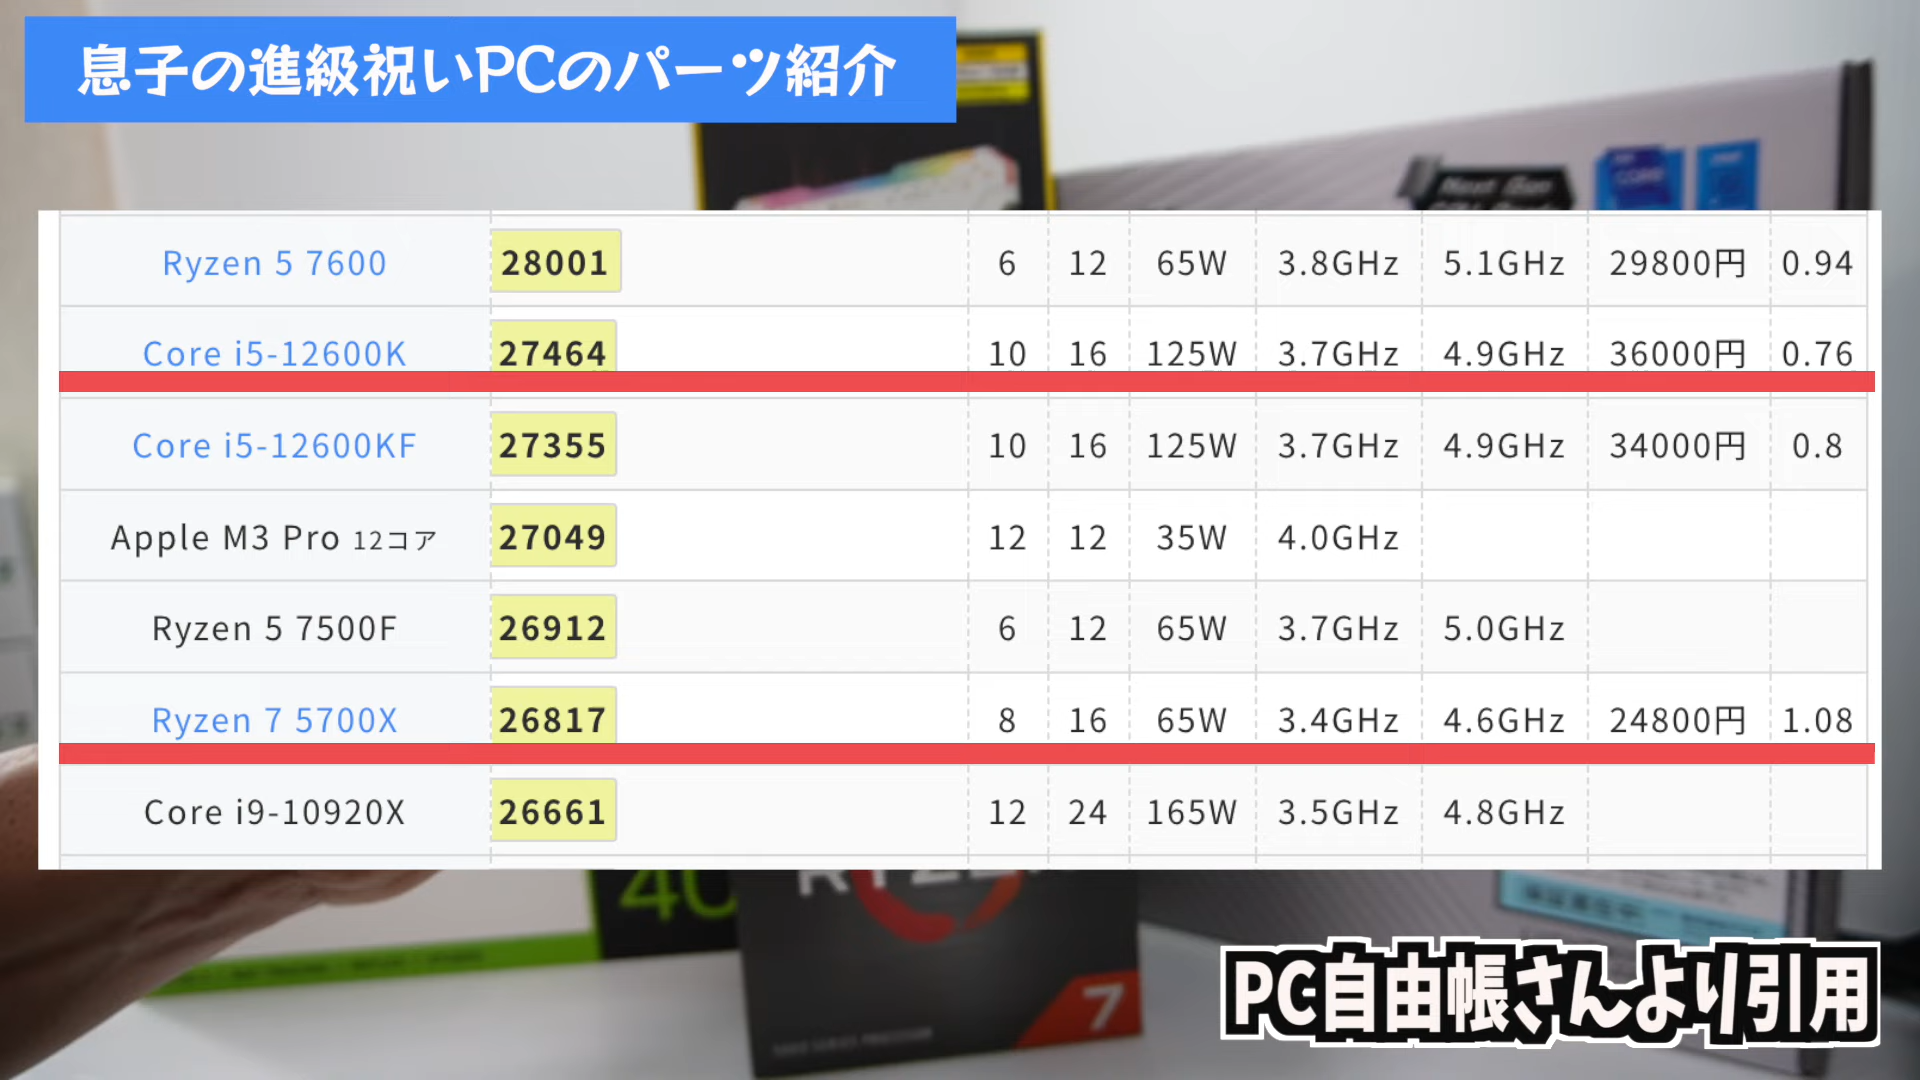 息子の進級祝いPCのパーツ紹介
Ryzen 5 7600 28001 6 12 65W 3.8GHz 5.1GHz 29800円 0.94
Core i5-12600K 27464 10 16 125W 3.7GHz 4.9GHz 36000円 0.76
Core i5-12600KF 27355 10 16 125W 3.7GHz 4.9GHz 34000円 0.8
Apple M3 Pro 12コア 27049 12 12 35W 4.0GHz
Ryzen 5 7500F 26912 6 12 65W 3.7GHz 5.0GHz
Ryzen 7 5700X 26817 8 16 65W 3.4GHz 4.6GHz 24800円 1.08
Core i9-10920X 26661 12 24 165W 3.5GHz 4.8GHz
7
PC自由帳さんより引用